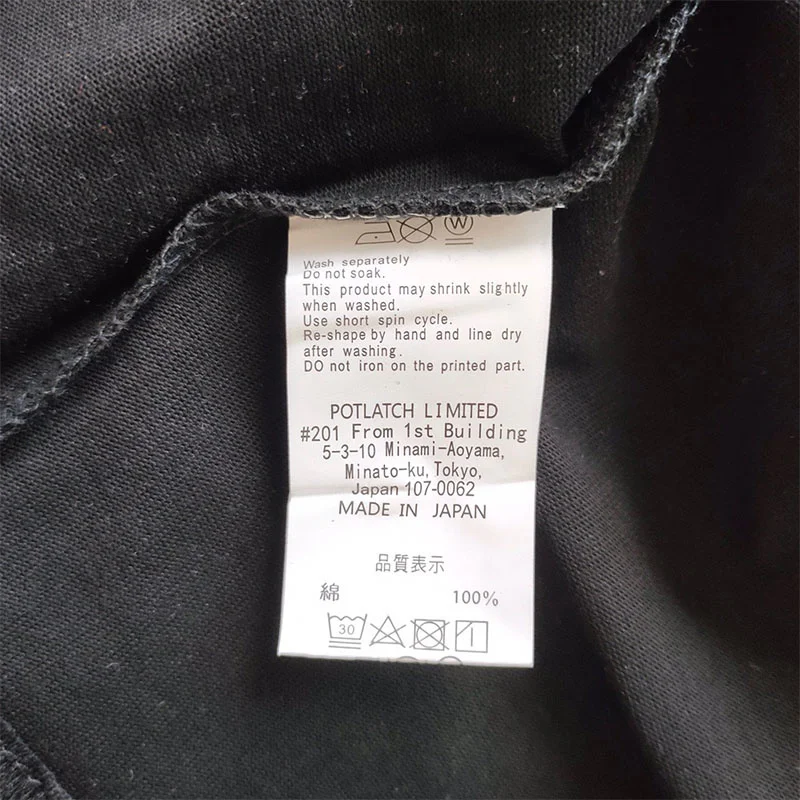 W
Wash separately
Do not soak.
This product may shrink slightly
when washed.
Use short spin cycle.
Re-shape by hand and line dry
after washing.
DO not iron on the printed part.
POTLATCH LIMITED
#201 From 1st Building
5-3-10 Minami-Aoyama,
Minato-ku, Tokyo,
Japan 107-0062
MADE IN JAPAN
品質表示
綿 100%
30